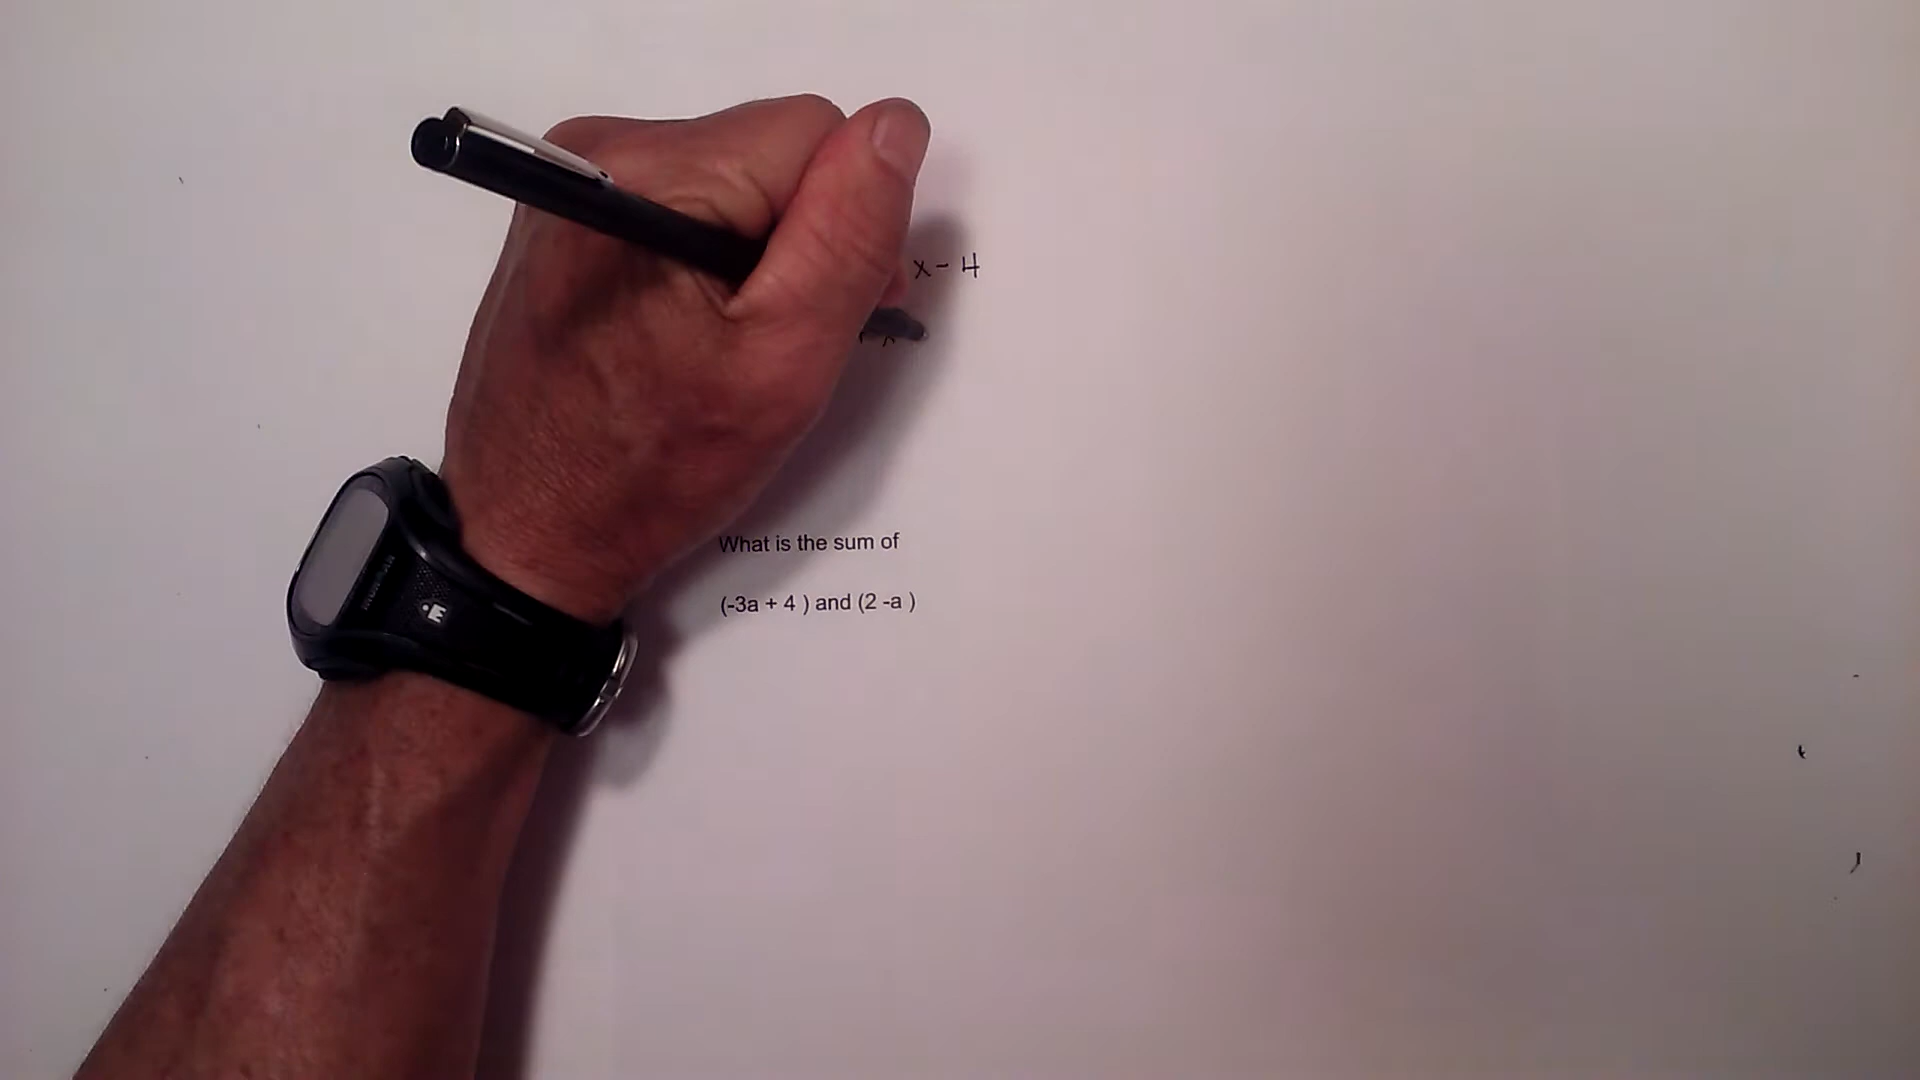 x - 4
What is the sum of
(-3a + 4 ) and (2 -a )